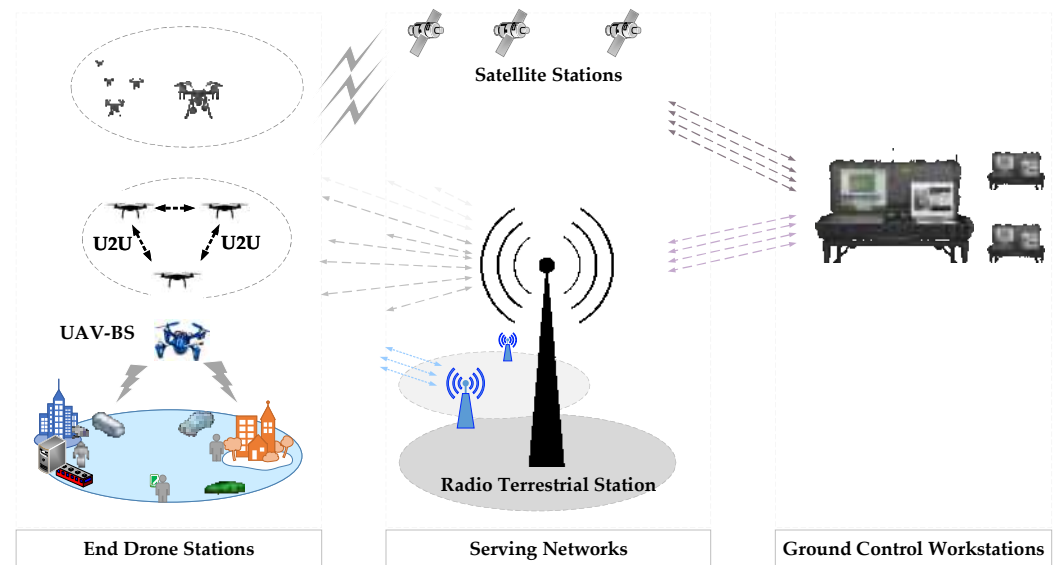 Satellite Stations
U2U U2U
UAV-BS
Radio Terrestrial Station
End Drone Stations
Serving Networks
Ground Control Workstations